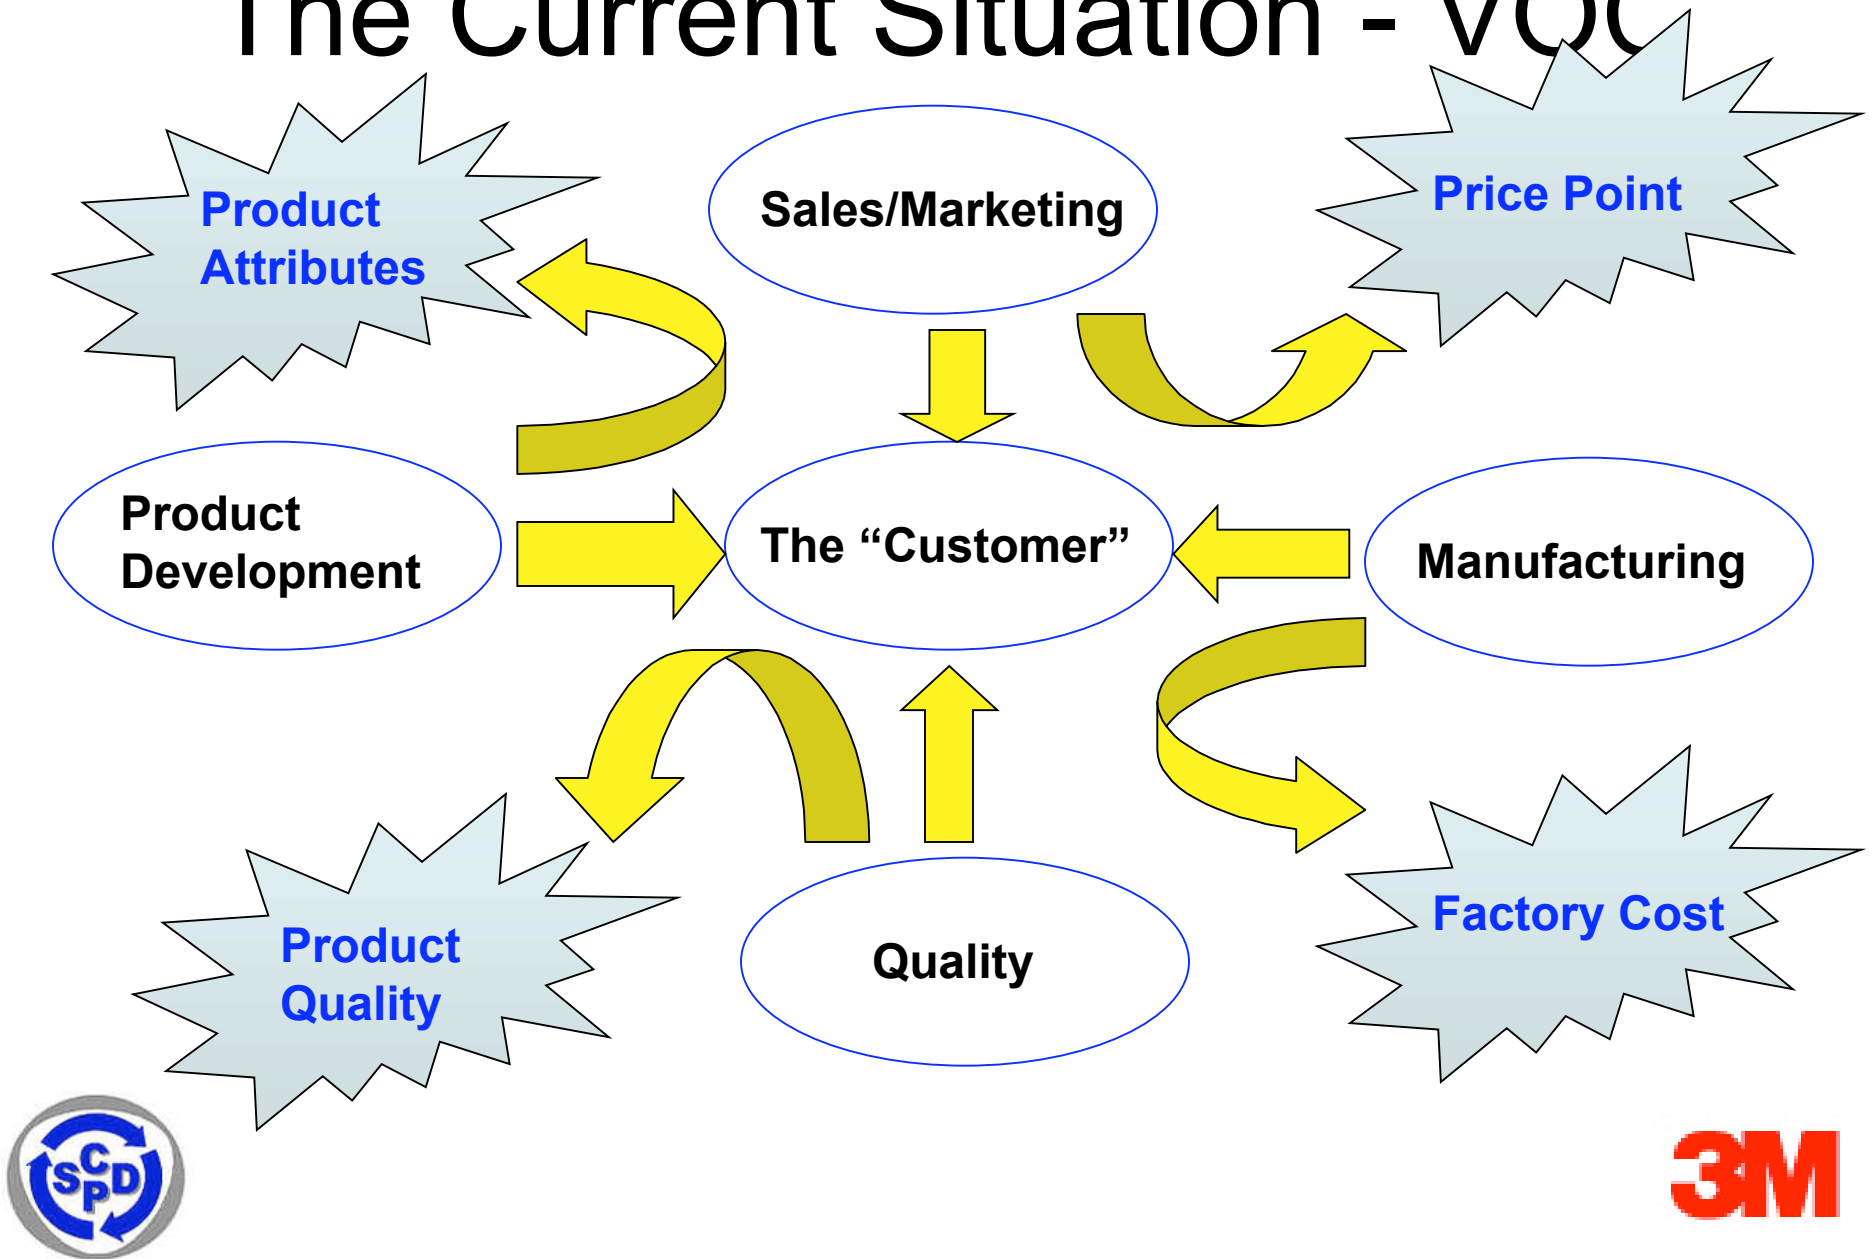 The Current Situation - VOC
Product
Attributes
Sales/Marketing
Price Point
Product
Development
The “Customer”
Manufacturing
Product
Quality
Quality
Factory Cost
SCPD
3M